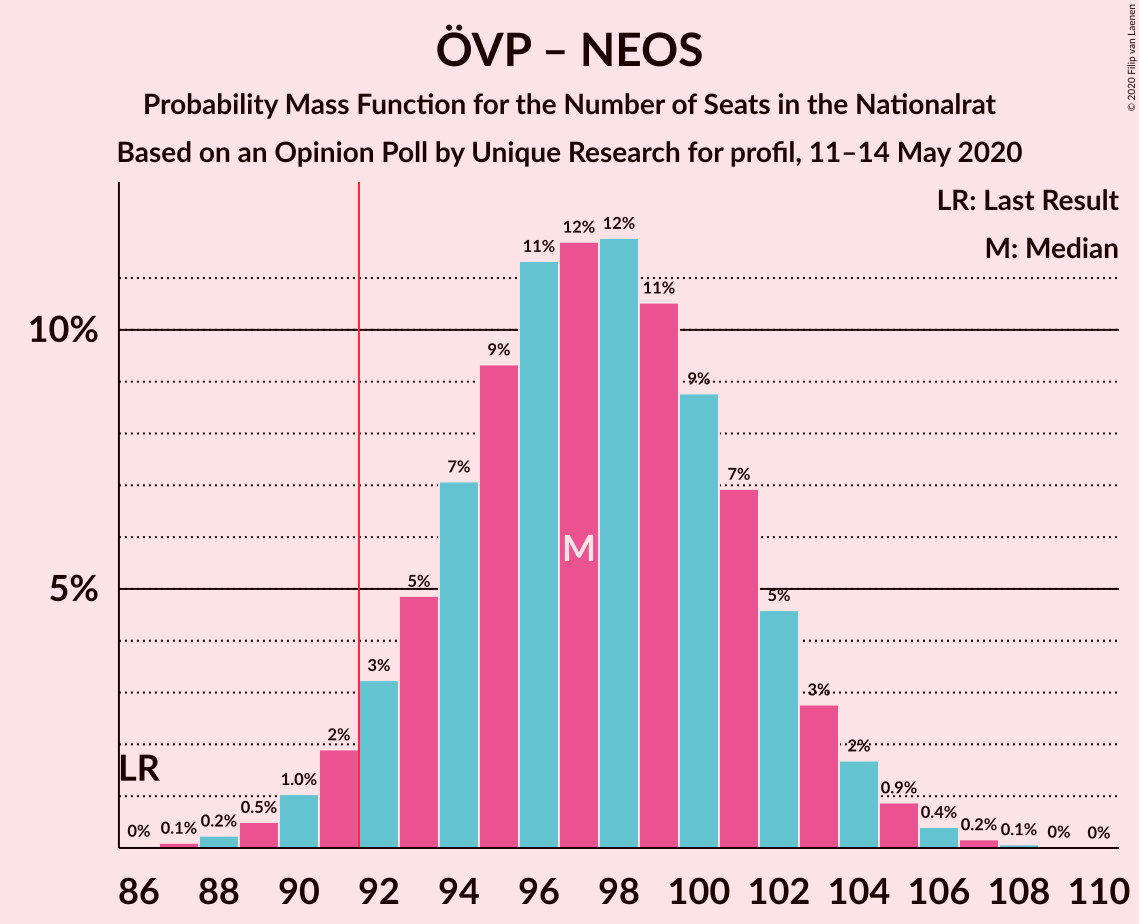 ÖVP – NEOS
Probability Mass Function for the Number of Seats in the Nationalrat
Based on an Opinion Poll by Unique Research for profil, 11–14 May 2020
© 2020 Filip van Laenen
LR: Last Result
M: Median
10%
5%
LR
M
0% 0.1% 0.2% 0.5% 1.0% 2% 3% 5% 7% 9% 11% 12% 12% 11% 9% 7% 5% 3% 2% 0.9% 0.4% 0.2% 0.1% 0% 0%
86 88 90 92 94 96 98 100 102 104 106 108 110